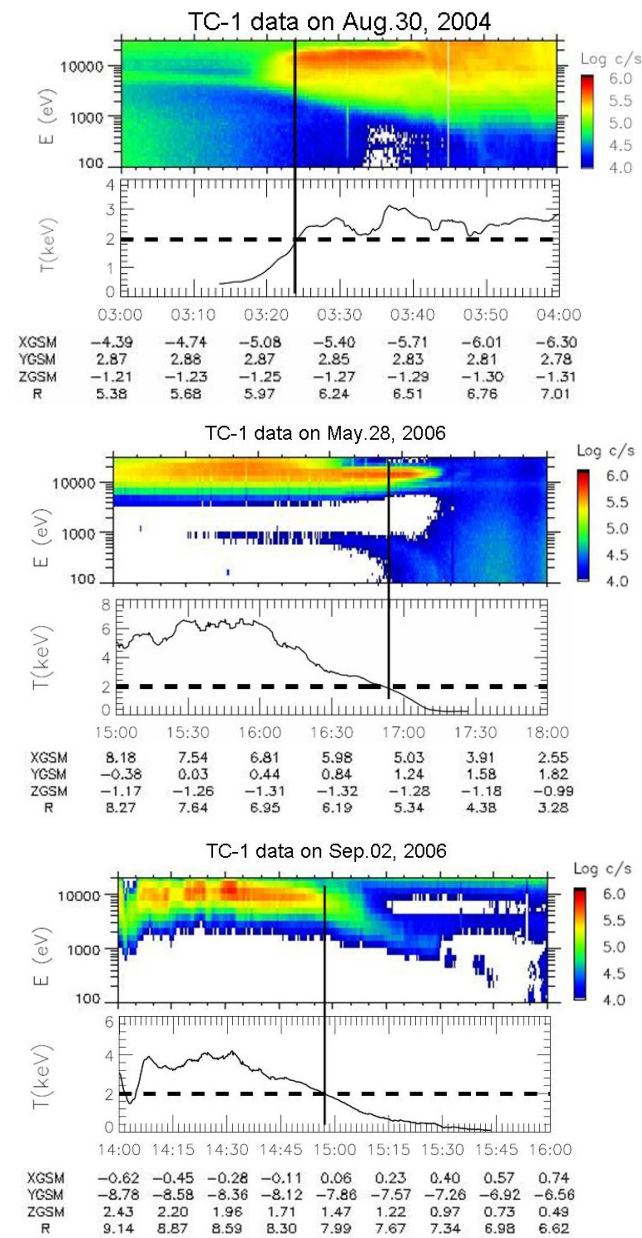 TC-1 data on Aug.30, 2004
Log c/s
E (eV)
10000
1000
100
6.0
5.5
5.0
4.5
4.0
T(keV)
4
3
2
1
0
03:00 03:10 03:20 03:30 03:40 03:50 04:00
XGSM −4.39 −4.74 −5.08 −5.40 −5.71 −6.01 −6.30
YGSM 2.87 2.88 2.87 2.85 2.83 2.81 2.78
ZGSM −1.21 −1.23 −1.25 −1.27 −1.29 −1.30 −1.31
R 5.38 5.68 5.97 6.24 6.51 6.76 7.01
TC-1 data on May.28, 2006
Log c/s
E (eV)
10000
1000
100
6.0
5.5
5.0
4.5
4.0
T(keV)
8
6
4
2
0
15:00 15:30 16:00 16:30 17:00 17:30 18:00
XGSM 8.18 7.54 6.81 5.98 5.03 3.91 2.55
YGSM −0.38 0.03 0.44 0.84 1.24 1.58 1.82
ZGSM −1.17 −1.26 −1.31 −1.32 −1.28 −1.18 −0.99
R 8.27 7.64 6.95 6.19 5.34 4.38 3.28
TC-1 data on Sep.02, 2006
Log c/s
E (eV)
10000
1000
100
6.0
5.5
5.0
4.5
4.0
T(keV)
6
4
2
0
14:00 14:15 14:30 14:45 15:00 15:15 15:30 15:45 16:00
XGSM −0.62 −0.45 −0.28 −0.11 0.06 0.23 0.40 0.57 0.74
YGSM −8.78 −8.58 −8.36 −8.12 −7.86 −7.57 −7.26 −6.92 −6.56
ZGSM 2.43 2.20 1.96 1.71 1.47 1.22 0.97 0.73 0.49
R 9.14 8.87 8.59 8.30 7.99 7.67 7.34 6.98 6.62